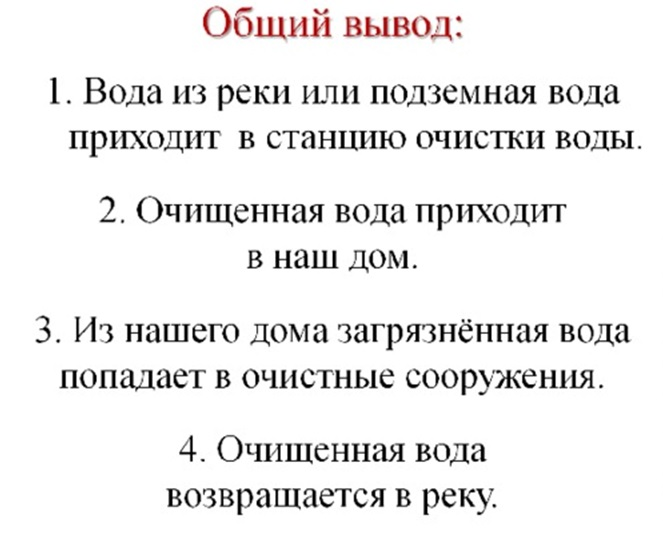 Общий вывод:
1. Вода из реки или подземная вода
приходит в станцию очистки воды.
2. Очищенная вода приходит
в наш дом.
3. Из нашего дома загрязнённая вода
попадает в очистные сооружения.
4. Очищенная вода
возвращается в реку.